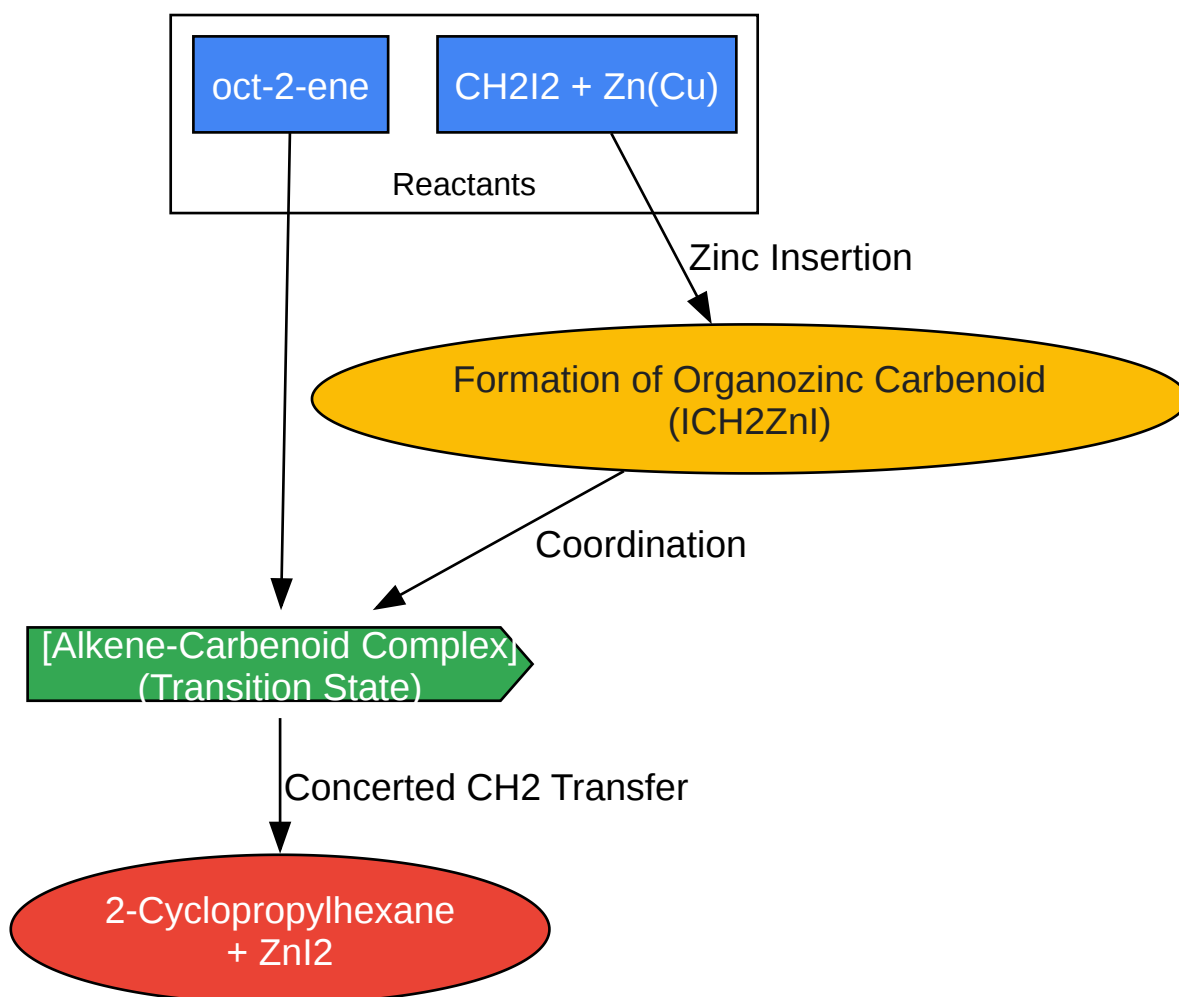 oct-2-ene
CH2I2 + Zn(Cu)
Reactants
Zinc Insertion
Formation of Organozinc Carbenoid
(ICH2ZnI)
Coordination
[Alkene-Carbenoid Complex]
(Transition State)
Concerted CH2 Transfer
2-Cyclopropylhexane
+ ZnI2